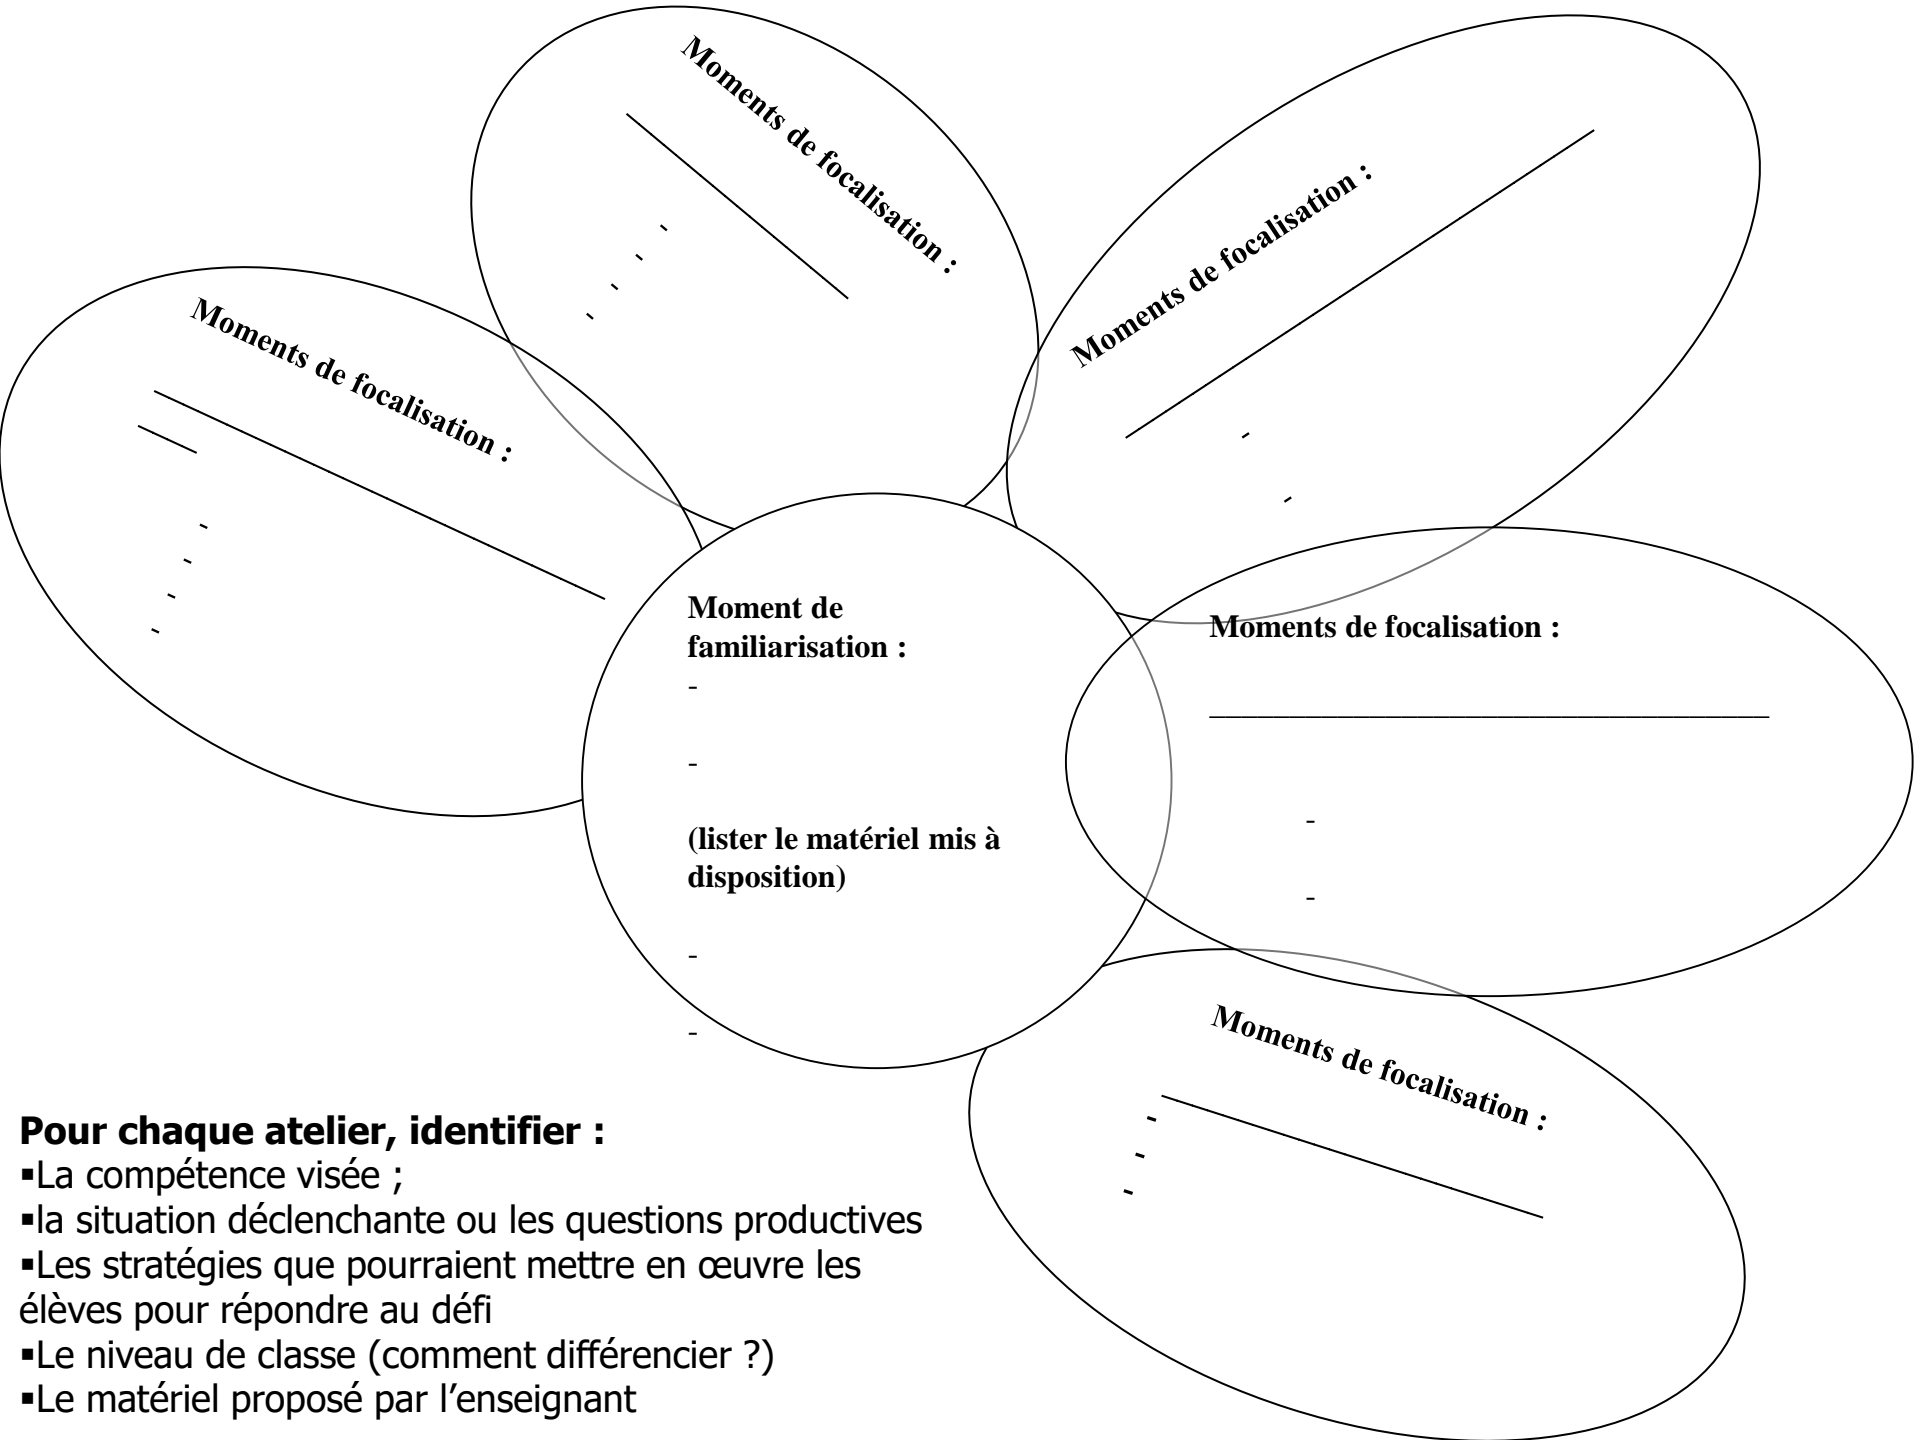 Moments de focalisation :
-
-
-
-
Moments de focalisation :
-
-
Moments de focalisation :
-
-
-
-
Moment de
familiarisation :
-
-
(lister le matériel mis à
disposition)
-
-
Moments de focalisation :
___________________________________
-
-
Moments de focalisation :
-
-
-
Pour chaque atelier, identifier :
▪La compétence visée ;
▪la situation déclenchante ou les questions productives
▪Les stratégies que pourraient mettre en œuvre les
élèves pour répondre au défi
▪Le niveau de classe (comment différencier ?)
▪Le matériel proposé par l’enseignant